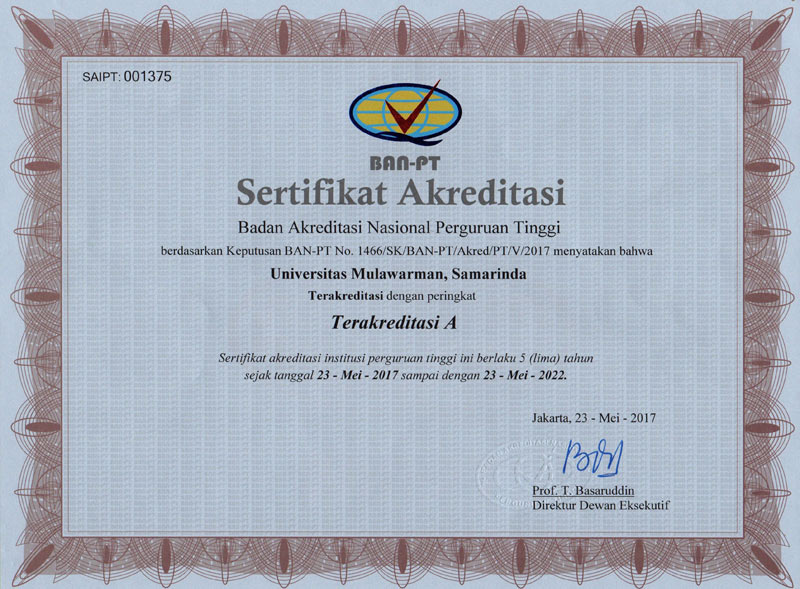 SAIPT: 001375
BAN-PT
Sertifikat Akreditasi
Badan Akreditasi Nasional Perguruan Tinggi
berdasarkan Keputusan BAN-PT No. 1466/SK/BAN-PT/Akred/PT/V/2017 menyatakan bahwa
Universitas Mulawarman, Samarinda
Terakreditasi dengan peringkat
Terakreditasi A
Sertifikat akreditasi institusi perguruan tinggi ini berlaku 5 (lima) tahun
sejak tanggal 23 - Mei - 2017 sampai dengan 23 - Mei - 2022.
Jakarta, 23 - Mei - 2017
Prof. T. Basaruddin
Direktur Dewan Eksekutif